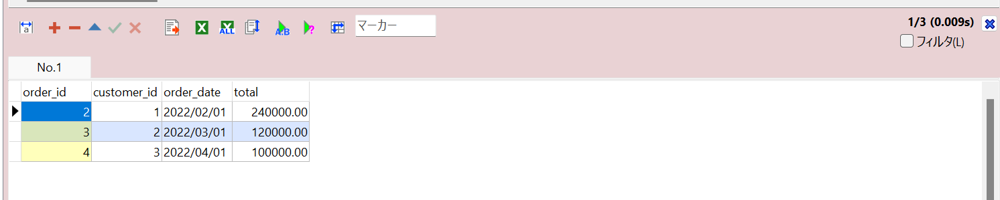 a
X
X
ALL
A:B
?
マーカー
1/3 (0.009s)
フィルタ(L)
No.1
order_id customer_id order_date total
2 1 2022/02/01 240000.00
3 2 2022/03/01 120000.00
4 3 2022/04/01 100000.00